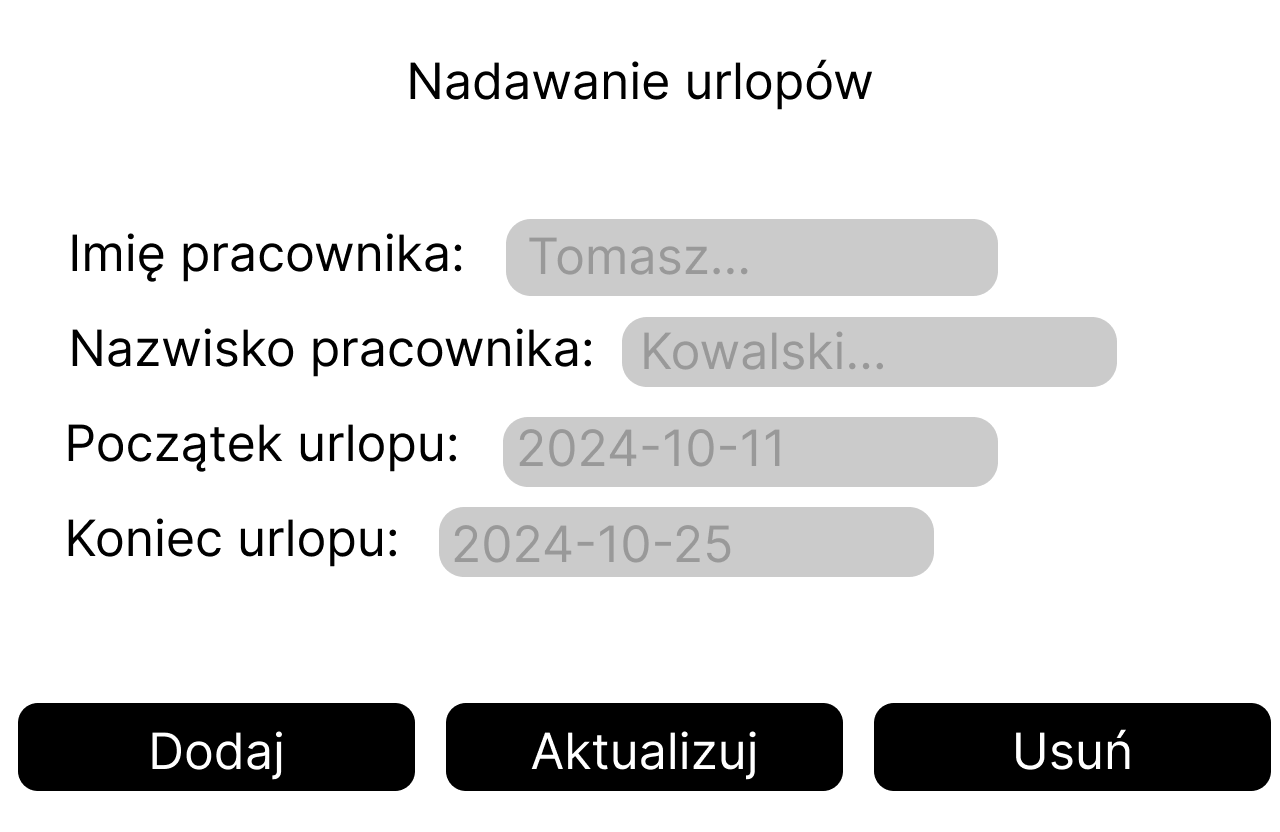 Nadawanie urlopów
Imię pracownika: Tomasz...
Nazwisko pracownika: Kowalski...
Początek urlopu: 2024-10-11
Koniec urlopu: 2024-10-25
Dodaj Aktualizuj Usuń